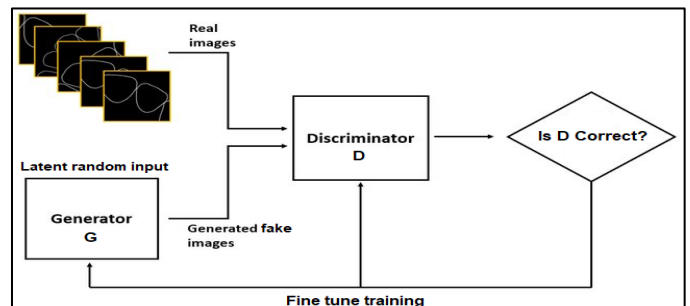 Real
images
Discriminator
D
Is D Correct?
Latent random input
Generator
G
Generated fake
images
Fine tune training